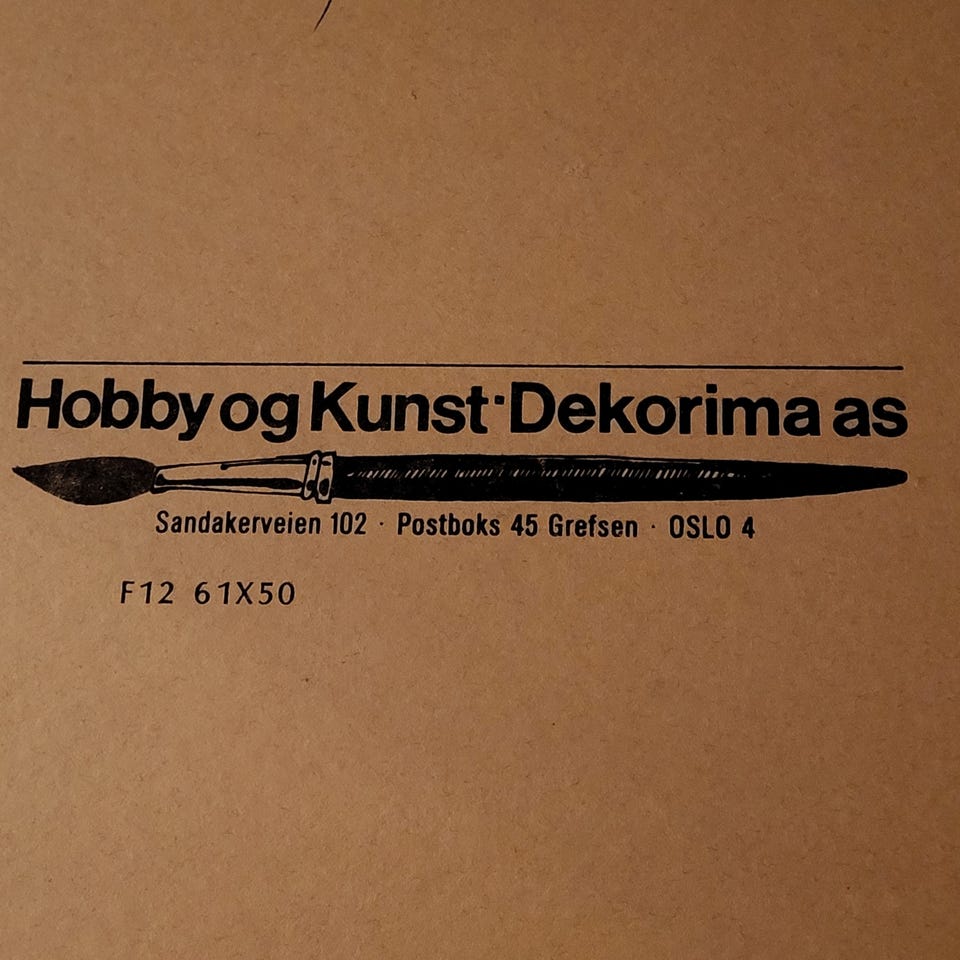 Hobby og Kunst·Dekorima as
Sandakerveien 102 · Postboks 45 Grefsen · OSLO 4
F12 61X50